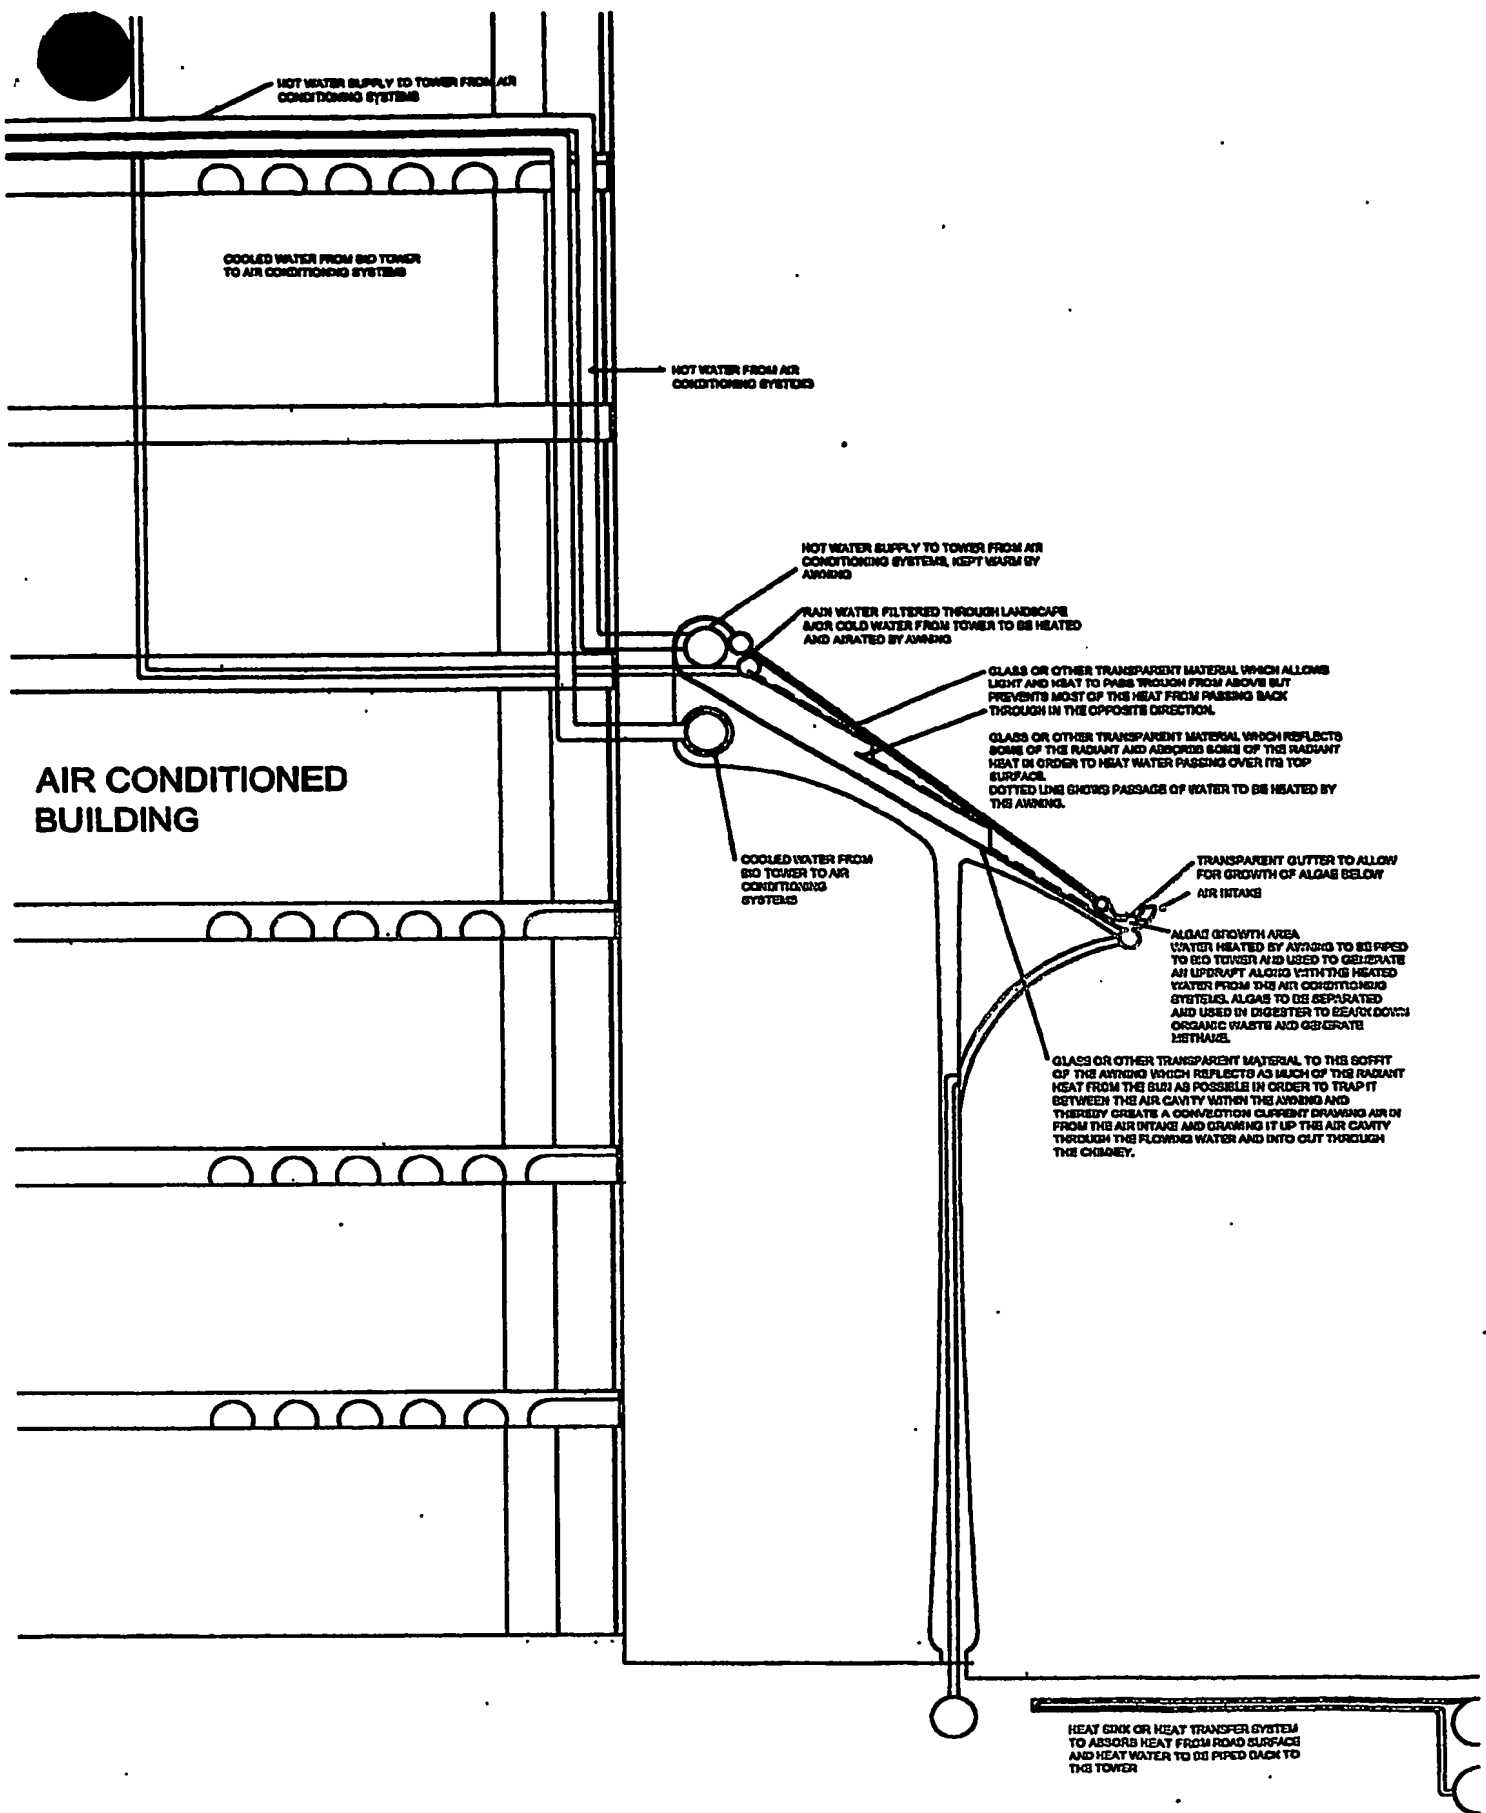 HOT WATER SUPPLY TO TOWER FROM AIR
CONDITIONING SYSTEMS
COOLED WATER FROM BIO TOWER
TO AIR CONDITIONING SYSTEMS
HOT WATER FROM AIR
CONDITIONING SYSTEMS
HOT WATER SUPPLY TO TOWER FROM AIR
CONDITIONING SYSTEMS, KEPT WARM BY
AWNING
RAIN WATER FILTERED THROUGH LANDSCAPE
&/OR COLD WATER FROM TOWER TO BE HEATED
AND AIRATED BY AWNING
GLASS OR OTHER TRANSPARENT MATERIAL WHICH ALLOWS
LIGHT AND HEAT TO PASS TROUGH FROM ABOVE BUT
PREVENTS MOST OF THE HEAT FROM PASSING BACK
THROUGH IN THE OPPOSITE DIRECTION.
GLASS OR OTHER TRANSPARENT MATERIAL WHICH REFLECTS
SOME OF THE RADIANT AND ABSORBS SOME OF THE RADIANT
HEAT IN ORDER TO HEAT WATER PASSING OVER ITS TOP
SURFACE.
DOTTED LINE SHOWS PASSAGE OF WATER TO BE HEATED BY
THE AWNING.
AIR CONDITIONED
BUILDING
COOLED WATER FROM
BIO TOWER TO AIR
CONDITIONING
SYSTEMS
TRANSPARENT GUTTER TO ALLOW
FOR GROWTH OF ALGAE BELOW
AIR INTAKE
ALGAE GROWTH AREA
WATER HEATED BY AWNING TO BE PIPED
TO BIO TOWER AND USED TO GENERATE
AN UPDRAFT ALONG WITH THE HEATED
WATER FROM THE AIR CONDITIONING
SYSTEMS. ALGAE TO BE SEPARATED
AND USED IN DIGESTER TO BEARK DOWN
ORGANIC WASTE AND GENERATE
METHANE.
GLASS OR OTHER TRANSPARENT MATERIAL TO THE SOFFIT
OF THE AWNING WHICH REFLECTS AS MUCH OF THE RADIANT
HEAT FROM THE SUN AS POSSIBLE IN ORDER TO TRAP IT
BETWEEN THE AIR CAVITY WITHIN THE AWNING AND
THEREBY CREATE A CONVECTION CURRENT DRAWING AIR IN
FROM THE AIR INTAKE AND DRAWING IT UP THE AIR CAVITY
THROUGH THE FLOWING WATER AND INTO OUT THROUGH
THE CHIMNEY.
HEAT SINK OR HEAT TRANSFER SYSTEM
TO ABSORB HEAT FROM ROAD SURFACE
AND HEAT WATER TO BE PIPED BACK TO
THE TOWER